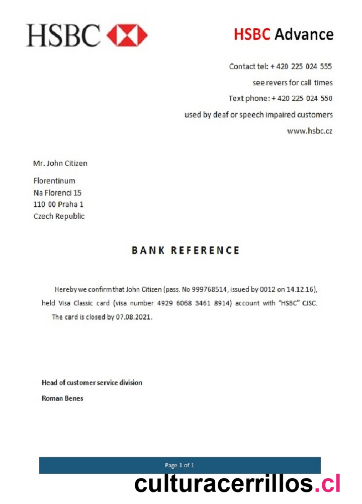 HSBC
HSBC Advance
Contact tel: + 420 225 024 555
see revers for call times
Text phone: + 420 225 024 550
used by deaf or speech impaired customers
www.hsbc.cz
Mr. John Citizen
Florentinum
Na Florenci 15
110 00 Praha 1
Czech Republic
BANK REFERENCE
Hereby we confirm that John Citizen (pass. No 999768514, issued by 0012 on 14.12.16),
held Visa Classic card (visa number 4929 6068 3461 8914) account with "HSBC" CJSC.
The card is closed by 07.08.2021.
Head of customer service division
Roman Benes
Page 1 of 1
culturacerrillos.cl